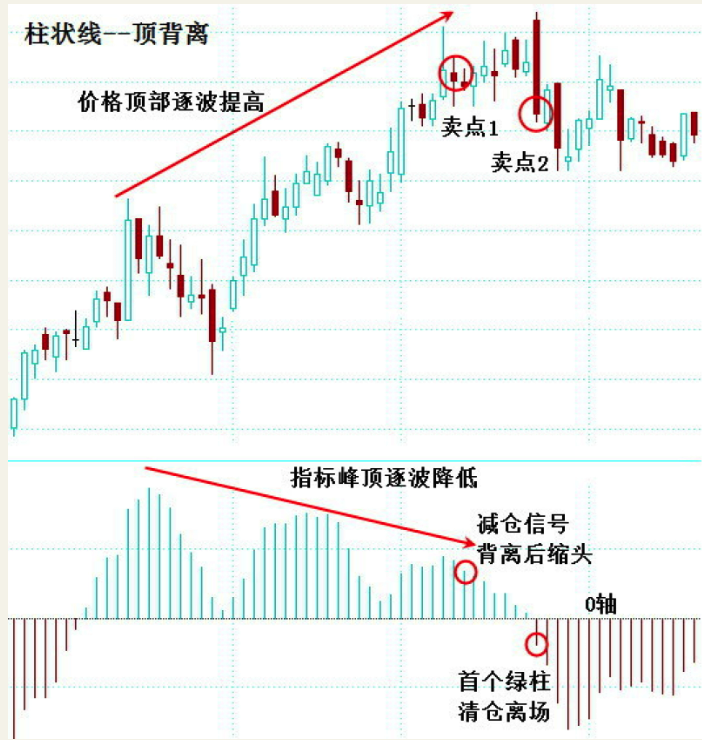 柱状线--顶背离
价格顶部逐波提高
卖点1
卖点2
指标峰顶逐波降低
减仓信号
背离后缩头
0轴
首个绿柱
清仓离场